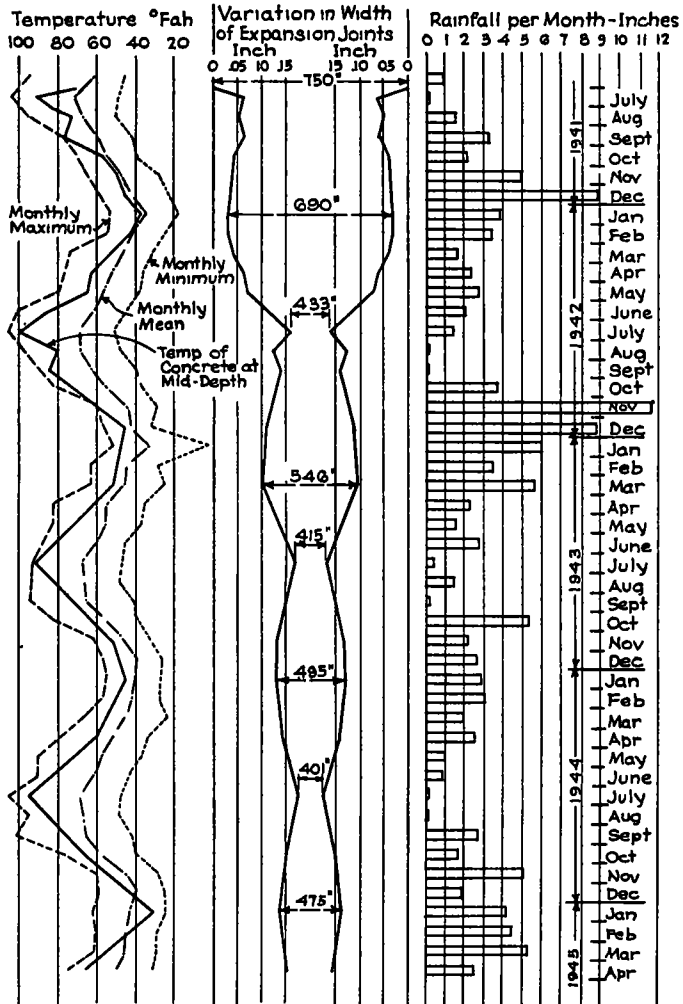 Temperature °Fah
100 80 60 40 20
Monthly
Maximum
Monthly
Minimum
Monthly
Mean
Temp of
Concrete at
Mid-Depth
Variation in Width
of Expansion Joints
Inch Inch
0 .05 .10 .15 .15 .10 .05 0
.750"
.690"
.433"
.546"
.415"
.495"
.401"
.475"
Rainfall per Month-Inches
0 1 2 3 4 5 6 7 8 9 10 11 12
July
Aug
Sept
Oct
Nov
Dec
Jan
Feb
Mar
Apr
May
June
July
Aug
Sept
Oct
Nov
Dec
Jan
Feb
Mar
Apr
May
June
July
Aug
Sept
Oct
Nov
Dec
Jan
Feb
Mar
Apr
May
June
July
Aug
Sept
Oct
Nov
Dec
Jan
Feb
Mar
Apr
1941
1942
1943
1944
1945